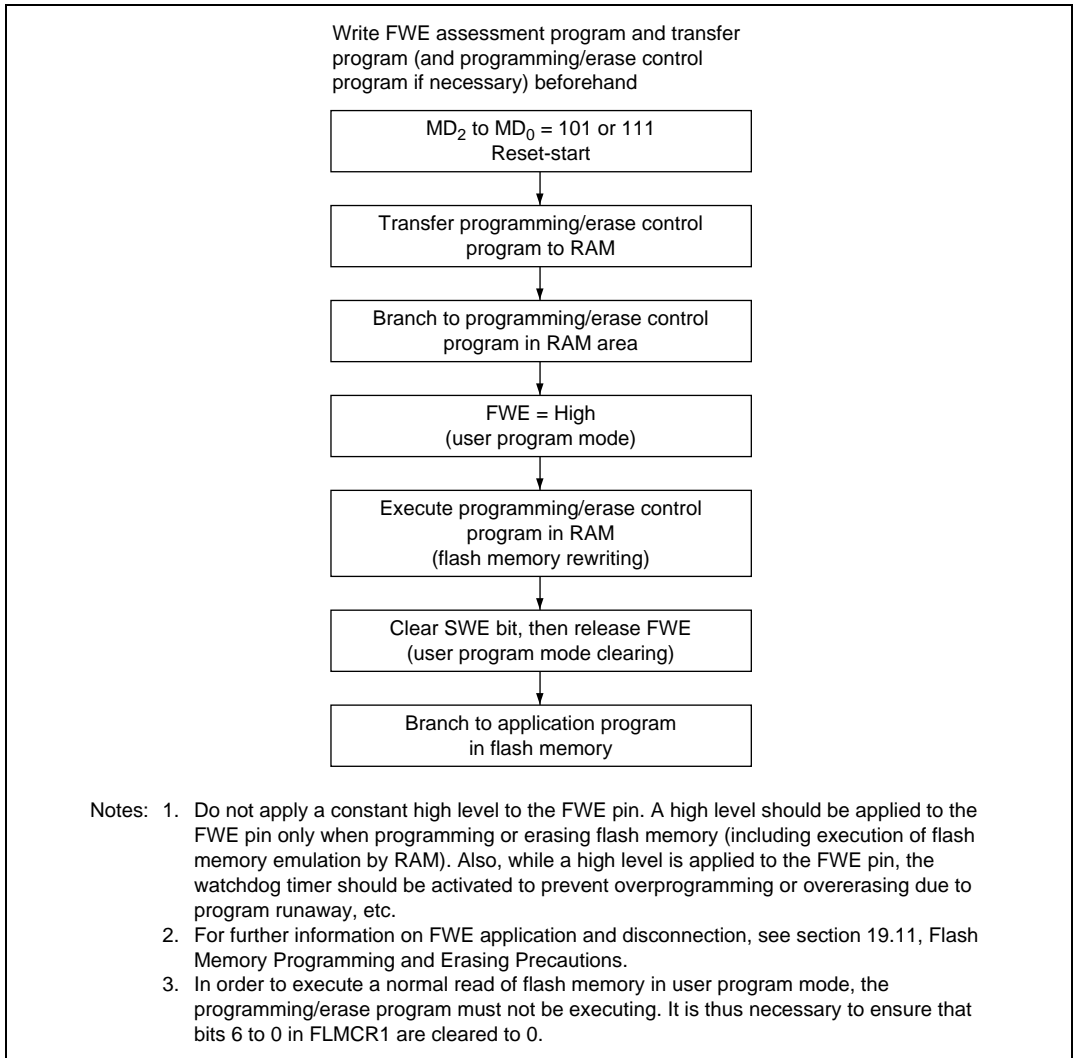 Write FWE assessment program and transfer
program (and programming/erase control
program if necessary) beforehand
MD2 to MD0 = 101 or 111
Reset-start
Transfer programming/erase control
program to RAM
Branch to programming/erase control
program in RAM area
FWE = High
(user program mode)
Execute programming/erase control
program in RAM
(flash memory rewriting)
Clear SWE bit, then release FWE
(user program mode clearing)
Branch to application program
in flash memory
Notes: 1. Do not apply a constant high level to the FWE pin. A high level should be applied to the
FWE pin only when programming or erasing flash memory (including execution of flash
memory emulation by RAM). Also, while a high level is applied to the FWE pin, the
watchdog timer should be activated to prevent overprogramming or overerasing due to
program runaway, etc.
2. For further information on FWE application and disconnection, see section 19.11, Flash
Memory Programming and Erasing Precautions.
3. In order to execute a normal read of flash memory in user program mode, the
programming/erase program must not be executing. It is thus necessary to ensure that
bits 6 to 0 in FLMCR1 are cleared to 0.